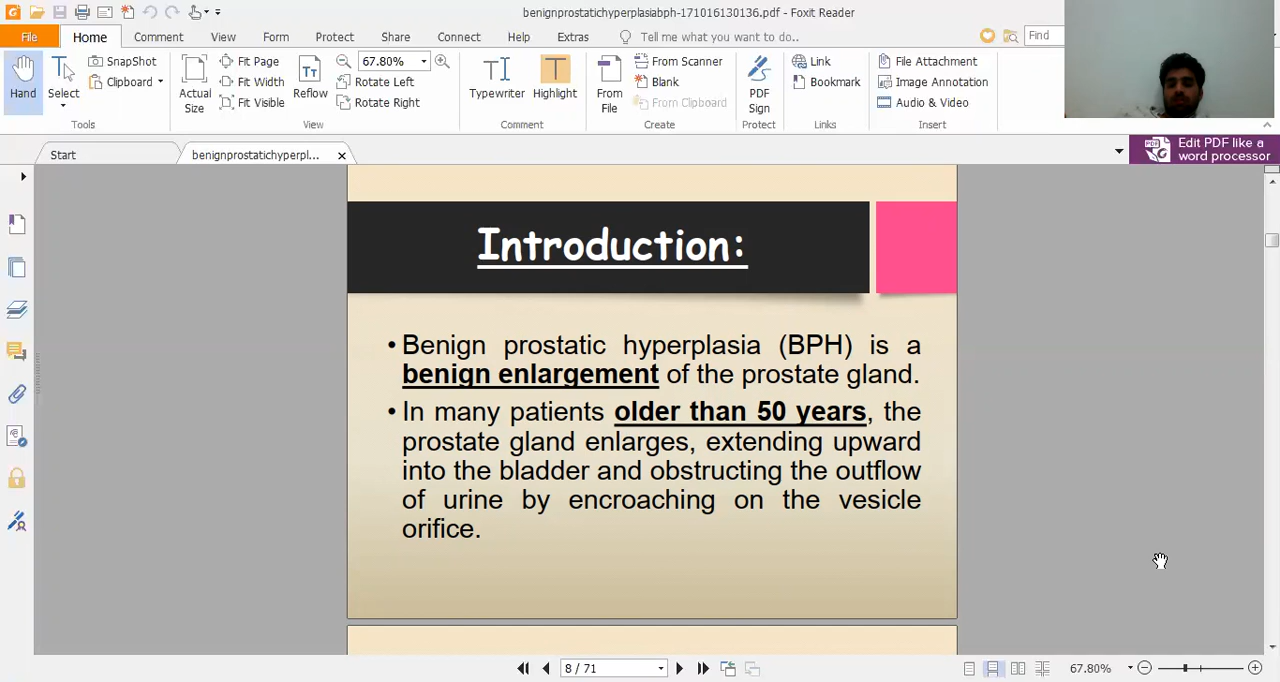 benignprostatichyperplasiabph-171016130136.pdf - Foxit Reader
File Home Comment View Form Protect Share Connect Help Extras Tell me what you want to do.. Find
Hand
Select
SnapShot
Clipboard
Tools
Actual Size
Fit Page
Fit Width
Fit Visible
Reflow
67.80%
Rotate Left
Rotate Right
View
Typewriter
Highlight
Comment
From File
From Scanner
Blank
From Clipboard
Create
PDF Sign
Protect
Link
Bookmark
Links
File Attachment
Image Annotation
Audio & Video
Insert
Start
benignprostatichyperpl...
Edit PDF like a
word processor
Introduction:
• Benign prostatic hyperplasia (BPH) is a
benign enlargement of the prostate gland.
• In many patients older than 50 years, the
prostate gland enlarges, extending upward
into the bladder and obstructing the outflow
of urine by encroaching on the vesicle
orifice.
8 / 71
67.80%